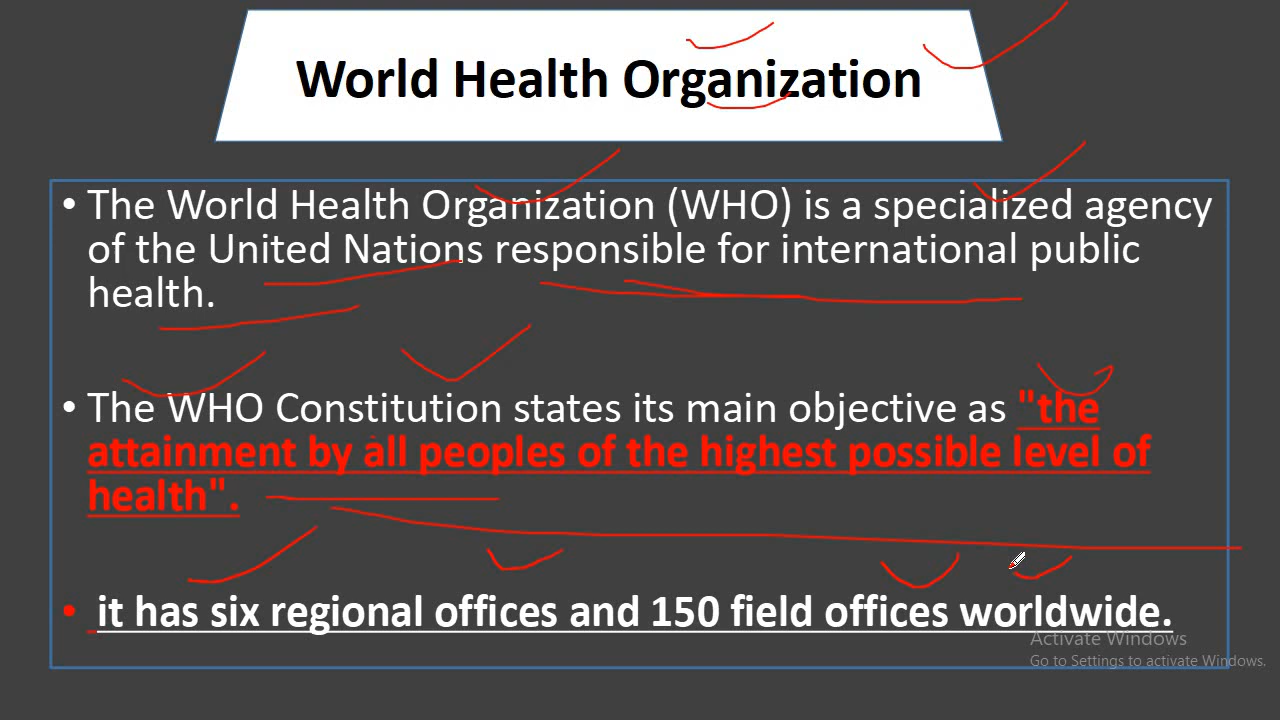 World Health Organization
• The World Health Organization (WHO) is a specialized agency
of the United Nations responsible for international public
health.
• The WHO Constitution states its main objective as "the
attainment by all peoples of the highest possible level of
health".
• it has six regional offices and 150 field offices worldwide.
Activate Windows
Go to Settings to activate Windows.